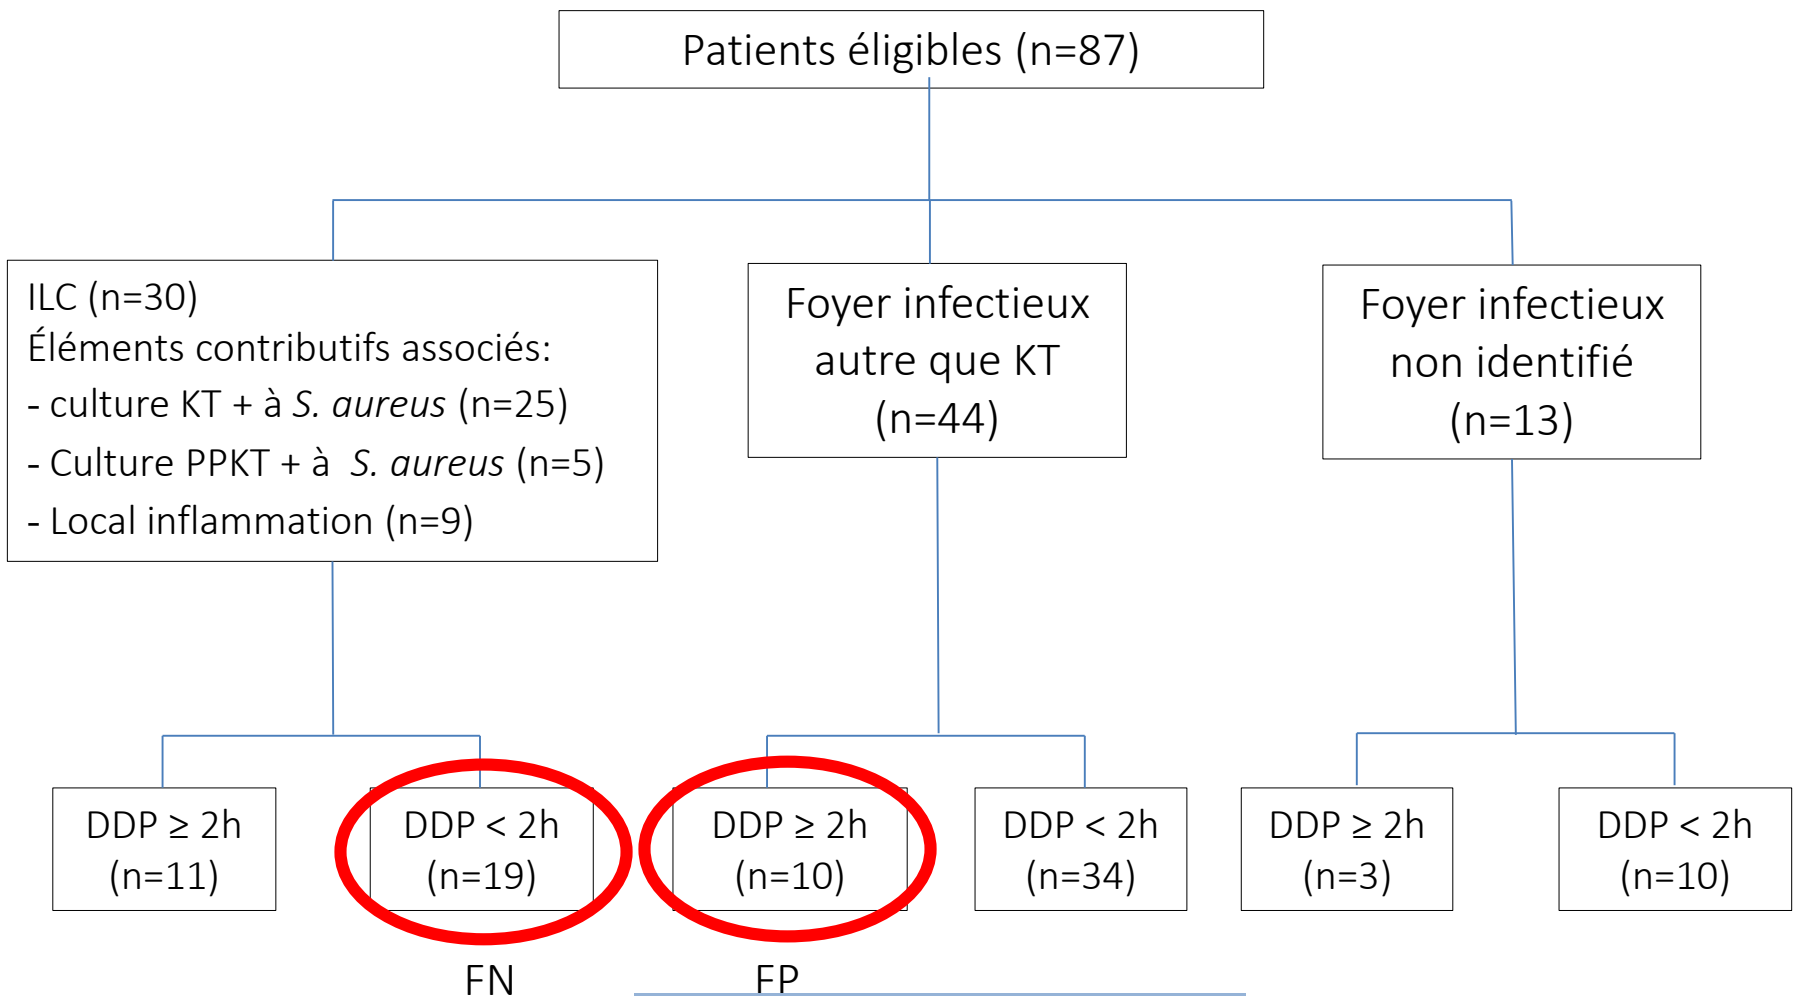 Patients éligibles (n=87)
ILC (n=30)
Éléments contributifs associés:
- culture KT + à S. aureus (n=25)
- Culture PPKT + à S. aureus (n=5)
- Local inflammation (n=9)
Foyer infectieux
autre que KT
(n=44)
Foyer infectieux
non identifié
(n=13)
DDP ≥ 2h
(n=11)
DDP < 2h
(n=19)
DDP ≥ 2h
(n=10)
DDP < 2h
(n=34)
DDP ≥ 2h
(n=3)
DDP < 2h
(n=10)
FN
FP